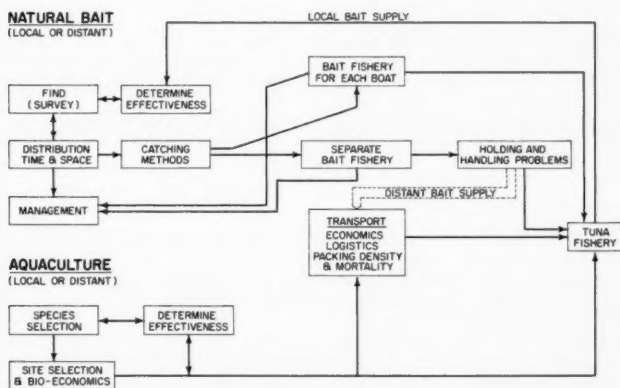 NATURAL BAIT
(LOCAL OR DISTANT)
LOCAL BAIT SUPPLY
FIND
(SURVEY)
DETERMINE
EFFECTIVENESS
BAIT FISHERY
FOR EACH BOAT
DISTRIBUTION
TIME & SPACE
CATCHING
METHODS
SEPARATE
BAIT FISHERY
HOLDING AND
HANDLING PROBLEMS
MANAGEMENT
DISTANT BAIT SUPPLY
TRANSPORT
ECONOMICS
LOGISTICS
PACKING DENSITY
& MORTALITY
TUNA
FISHERY
AQUACULTURE
(LOCAL OR DISTANT)
SPECIES
SELECTION
DETERMINE
EFFECTIVENESS
SITE SELECTION
& BIO-ECONOMICS